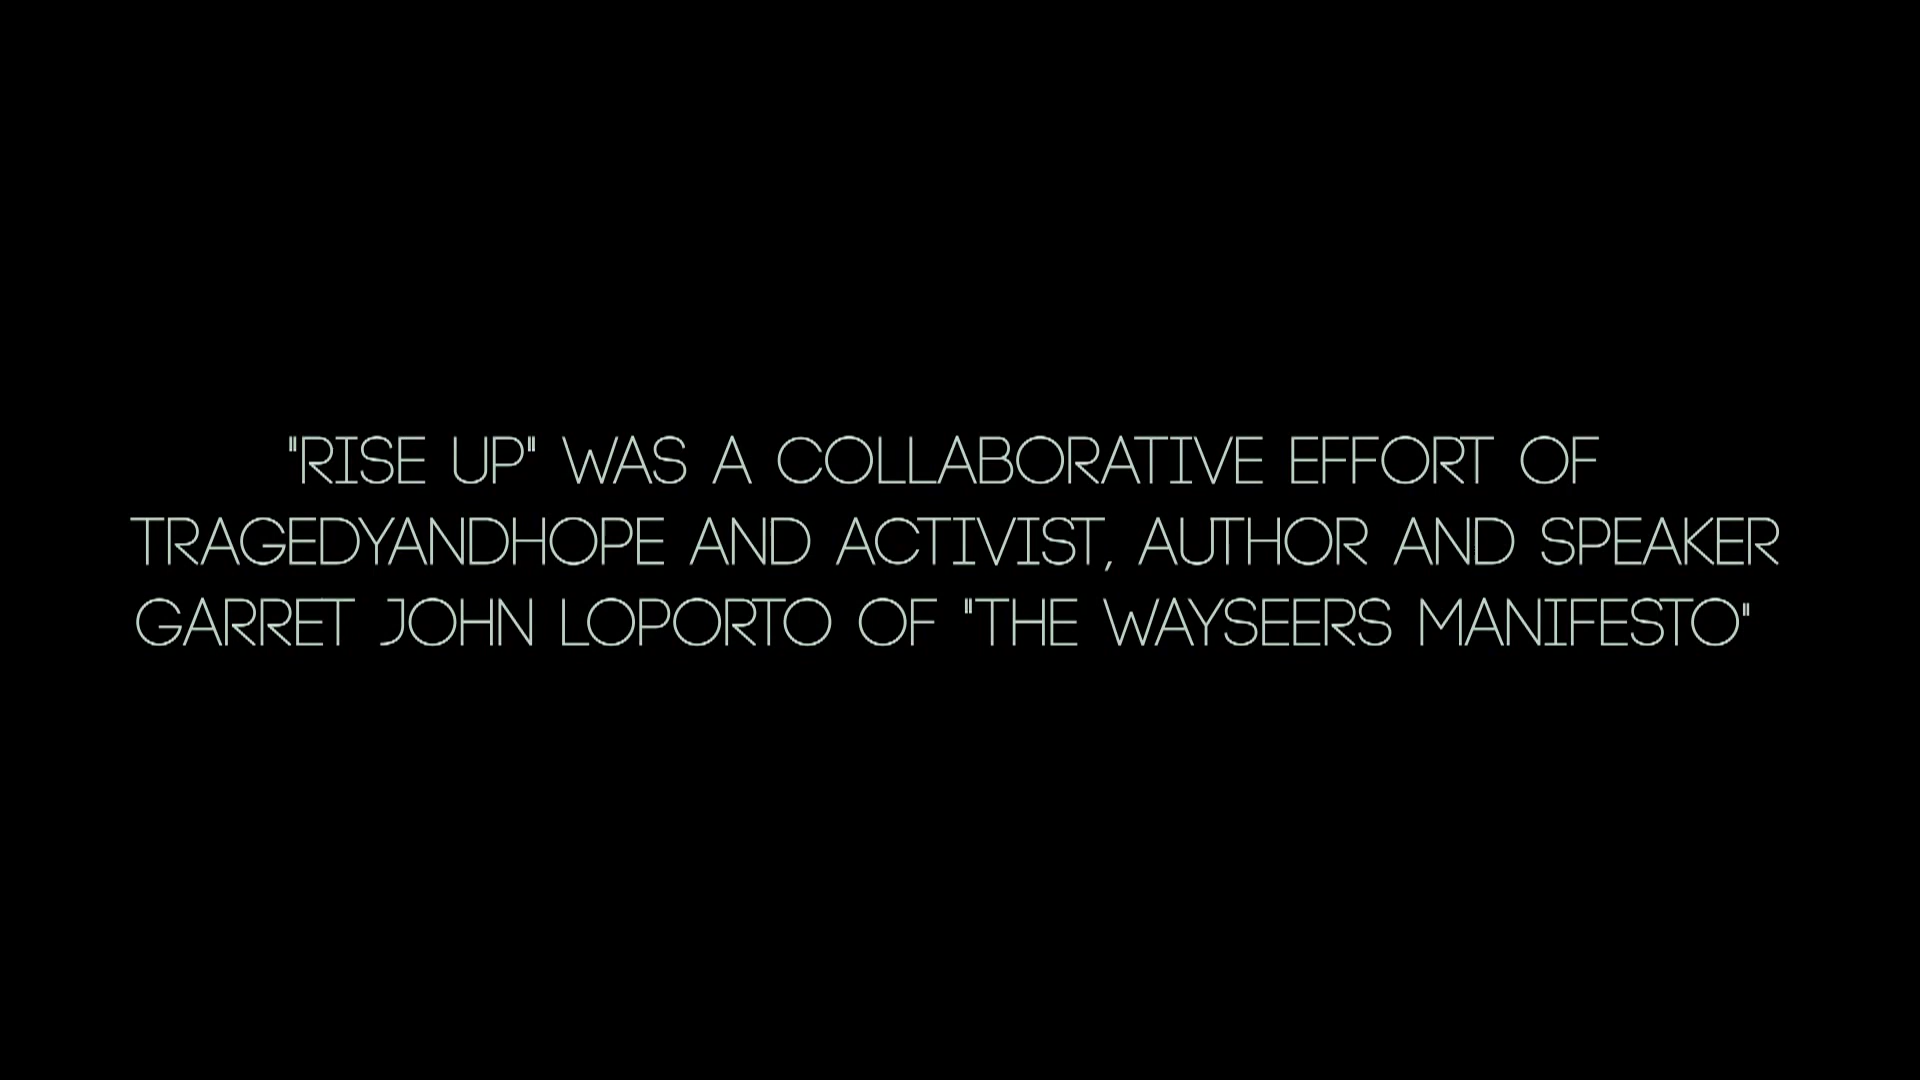 "RISE UP" WAS A COLLABORATIVE EFFORT OF
TRAGEDYANDHOPE AND ACTIVIST, AUTHOR AND SPEAKER
GARRET JOHN LOPORTO OF "THE WAYSEERS MANIFESTO"